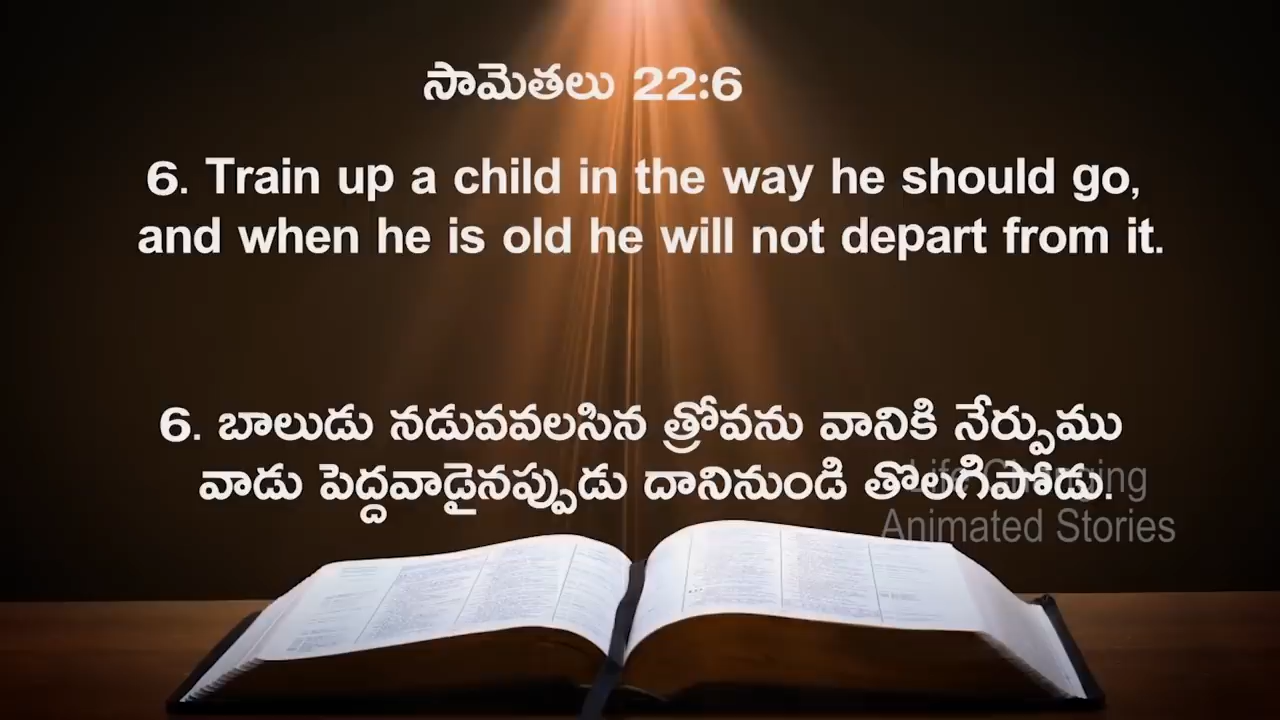 సామెతలు 22:6
6. Train up a child in the way he should go,
and when he is old he will not depart from it.
6. బాలుడు నడువవలసిన త్రోవను వానికి నేర్పుము
వాడు పెద్దవాడైనప్పుడు దానినుండి తొలగిపోడు.
Life Changing
Animated Stories